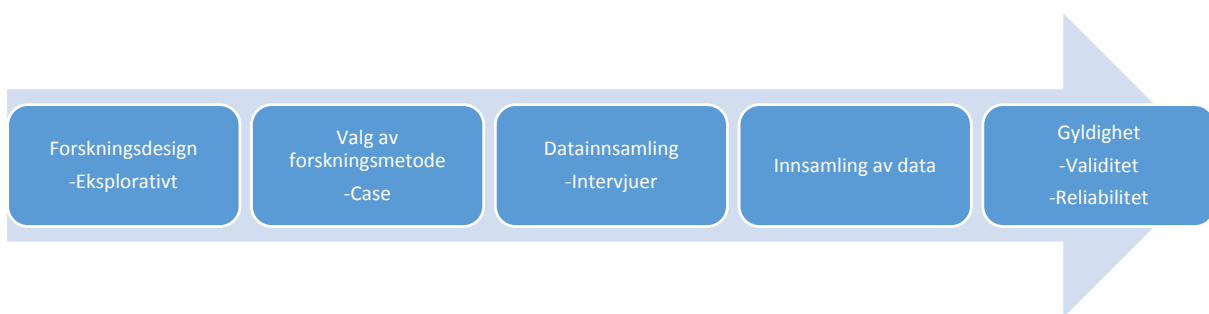 Forskningsdesign
-Eksplorativt
Valg av
forskningsmetode
-Case
Datainnsamling
-Intervjuer
Innsamling av data
Gyldighet
-Validitet
-Reliabilitet